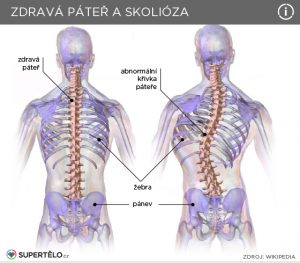 ZDRAVÁ PÁTEŘ A SKOLIÓZA
zdravá
páteř
abnormální
křivka
páteře
žebra
pánev
SUPERTĚLO.cz
ZDROJ: WIKIPEDIA